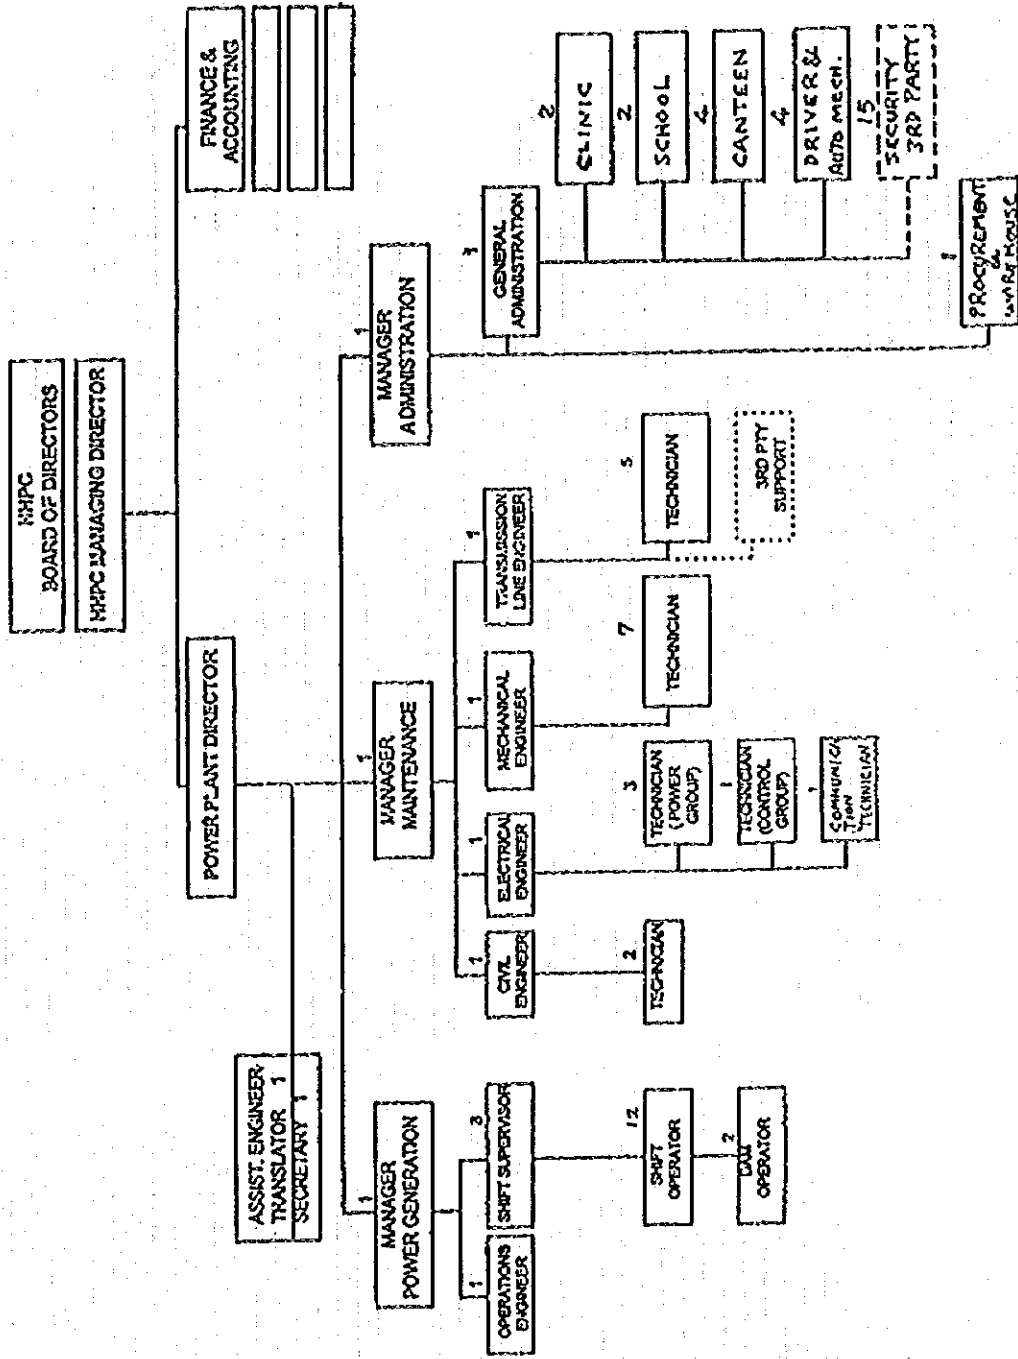 BOARD OF DIRECTORS
MANAGING DIRECTOR
POWER PLANT DIRECTOR
FINANCE &
ACCOUNTING
ASSIST. ENGINEER
TRANSLATOR 1
SECRETARY 1
1
MANAGER
POWER GENERATION
1
MANAGER
MAINTENANCE
1
MANAGER
ADMINISTRATION
1
OPERATIONS
ENGINEER
3
SHIFT SUPERVISOR
1
CIVIL
ENGINEER
1
ELECTRICAL
ENGINEER
1
MECHANICAL
ENGINEER
1
TRANSMISSION
LINE ENGINEER
3
GENERAL
ADMINISTRATION
12
SHIFT
OPERATOR
2
DAM
OPERATOR
2
TECHNICIAN
3
TECHNICIAN
(POWER
GROUP)
1
TECHNICIAN
(CONTROL
GROUP)
1
COMMUNICA
TION
TECHNICIAN
7
TECHNICIAN
5
TECHNICIAN
3RD PTY
SUPPORT
2
CLINIC
2
SCHOOL
4
CANTEEN
4
DRIVER &
AUTO MECH.
15
SECURITY
3RD PARTY
PROCUREMENT
&